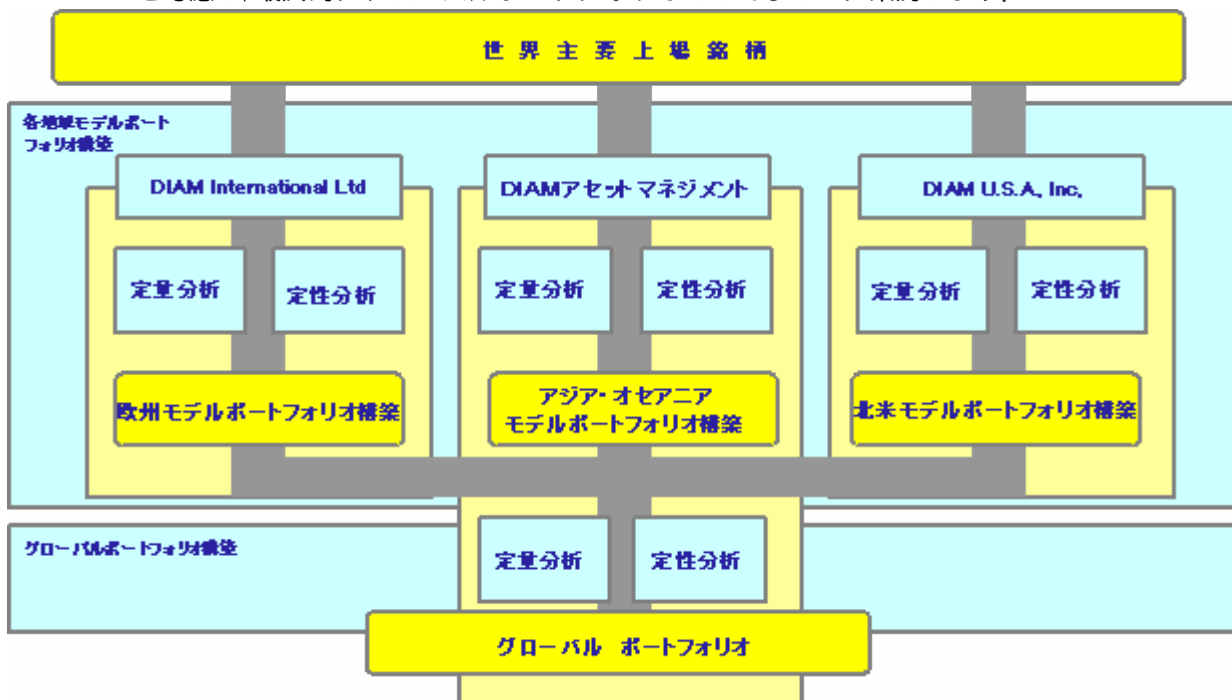 世界主要上場銘柄
各地域モデルポート
フォリオ構築
DIAM International Ltd
DIAMアセットマネジメント
DIAM U.S.A., Inc.
定量分析
定性分析
定量分析
定性分析
定量分析
定性分析
欧州モデルポートフォリオ構築
アジア・オセアニア
モデルポートフォリオ構築
北米モデルポートフォリオ構築
グローバルポートフォリオ構築
定量分析
定性分析
グローバル ポートフォリオ